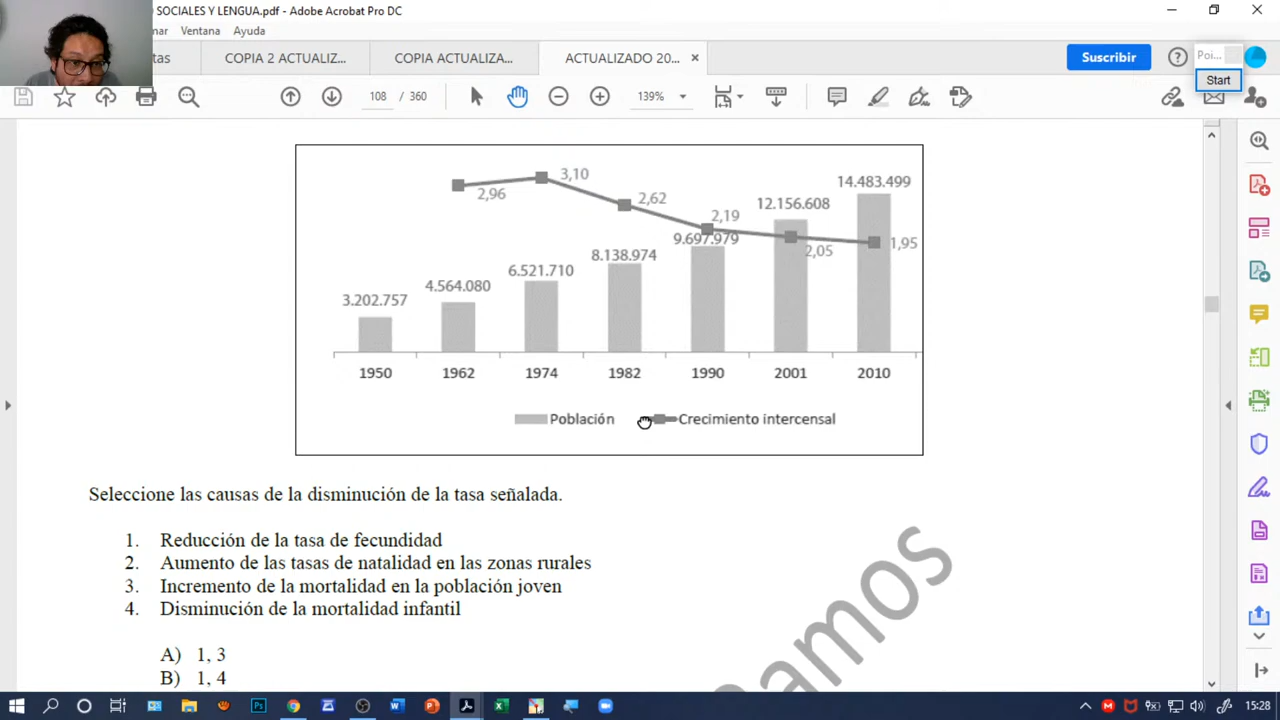 SOCIALES Y LENGUA.pdf - Adobe Acrobat Pro DC
nar Ventana Ayuda
tas
COPIA 2 ACTUALIZ...
COPIA ACTUALIZA...
ACTUALIZADO 20...
Suscribir
Poi...
Start
108 / 360
139%
14.483.499
3,10
2,96
2,62
12.156.608
2,19
9.697.979
1,95
2,05
8.138.974
6.521.710
4.564.080
3.202.757
1950 1962 1974 1982 1990 2001 2010
Población Crecimiento intercensal
Seleccione las causas de la disminución de la tasa señalada.
1. Reducción de la tasa de fecundidad
2. Aumento de las tasas de natalidad en las zonas rurales
3. Incremento de la mortalidad en la población joven
4. Disminución de la mortalidad infantil
amos
A) 1, 3
B) 1, 4
15:28